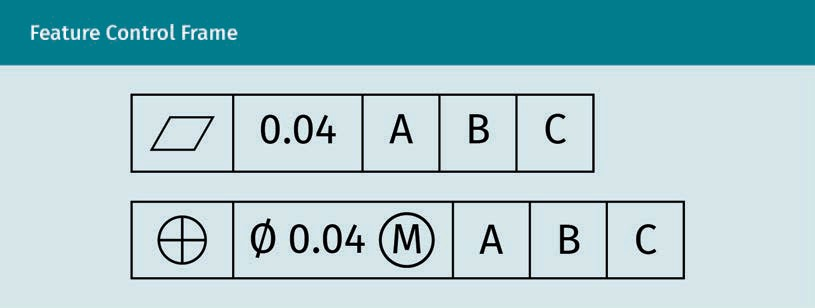 Feature Control Frame
▱ 0.04 A B C
⌖ Ø 0.04 Ⓜ A B C